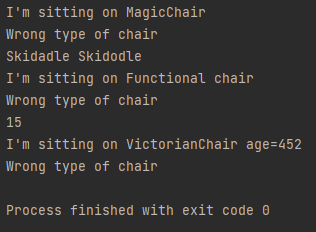 I'm sitting on MagicChair
Wrong type of chair
Skidadle Skidodle
I'm sitting on Functional chair
Wrong type of chair
15
I'm sitting on VictorianChair age=452
Wrong type of chair
Process finished with exit code 0